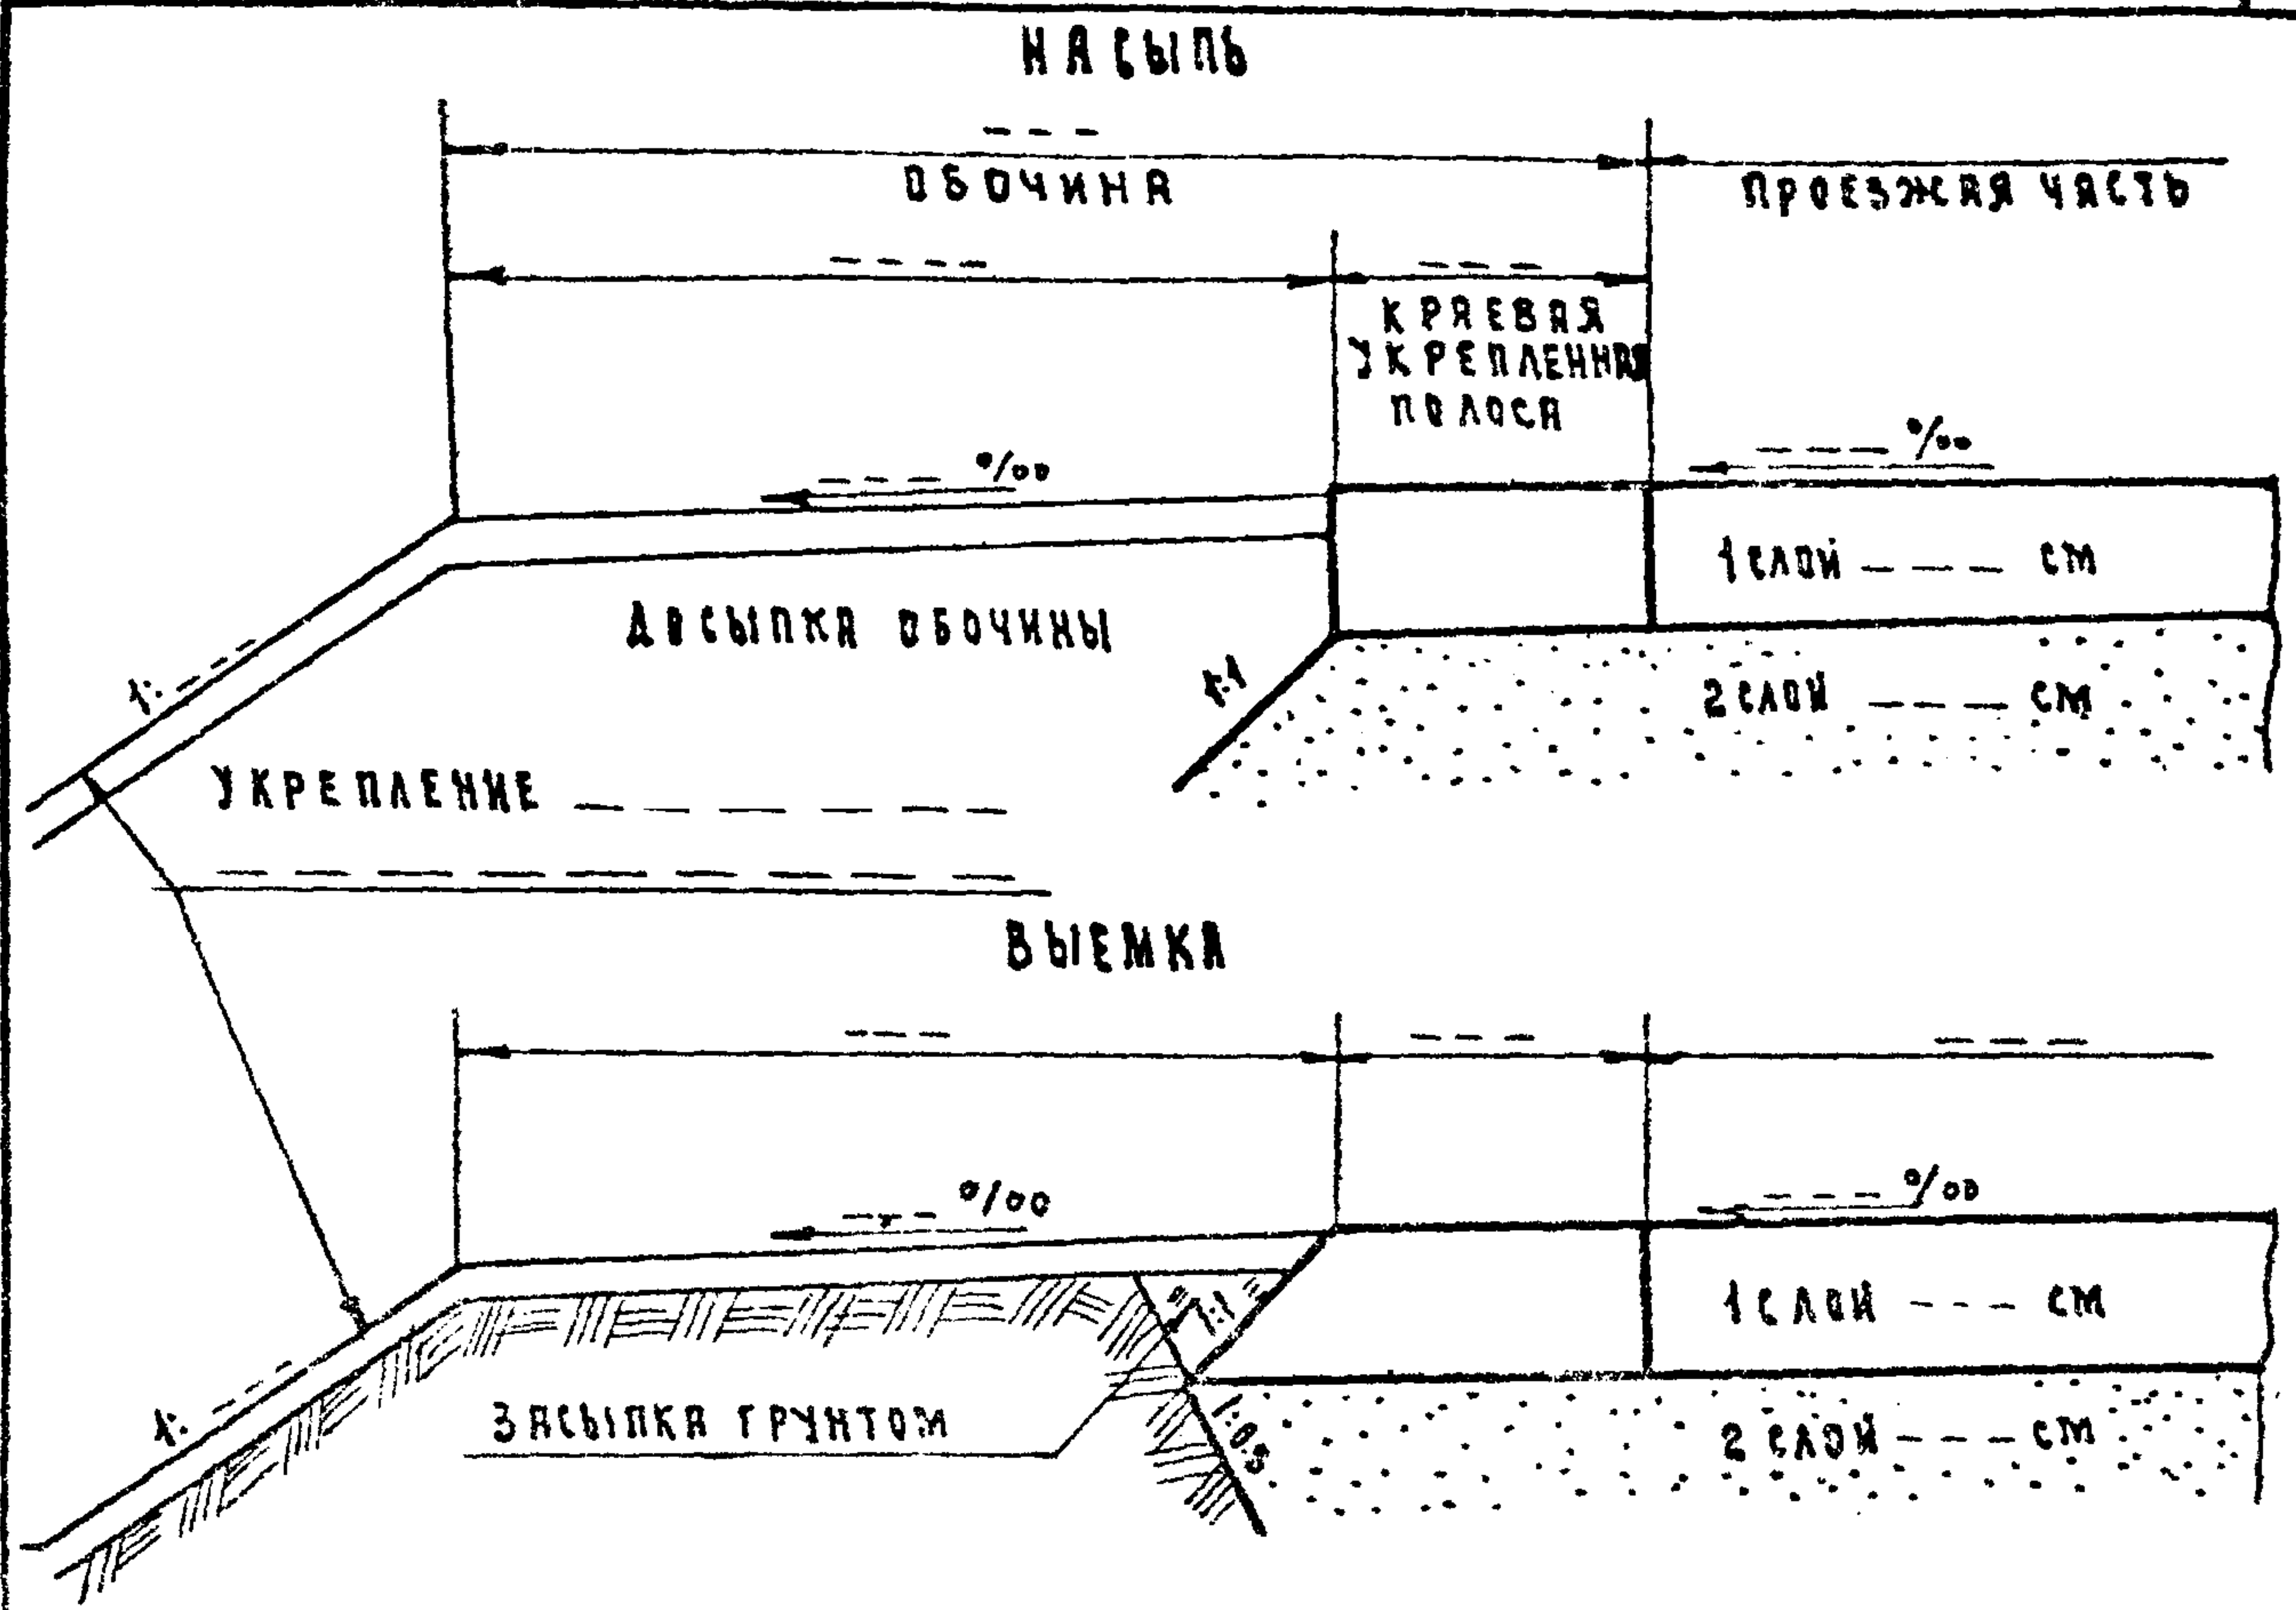 НАСЫПЬ
— — —
ОБОЧИНА
ПРОЕЗЖАЯ ЧАСТЬ
— — — —
— — —
КРАЕВАЯ
УКРЕПЛЕННАЯ
ПОЛОСА
— — — ‰
— — — ‰
1 СЛОЙ — — — СМ
ДОСЫПКА ОБОЧИНЫ
1: — — —
1:1
2 СЛОЙ — — — СМ
УКРЕПЛЕНИЕ — — — — — —
— — — — — — — — —
ВЫЕМКА
— — —
— — —
— — —
— — — ‰
— — — ‰
1:1
1 СЛОЙ — — — СМ
1: — — —
ЗАСЫПКА ГРУНТОМ
1:0.5
2 СЛОЙ — — — СМ